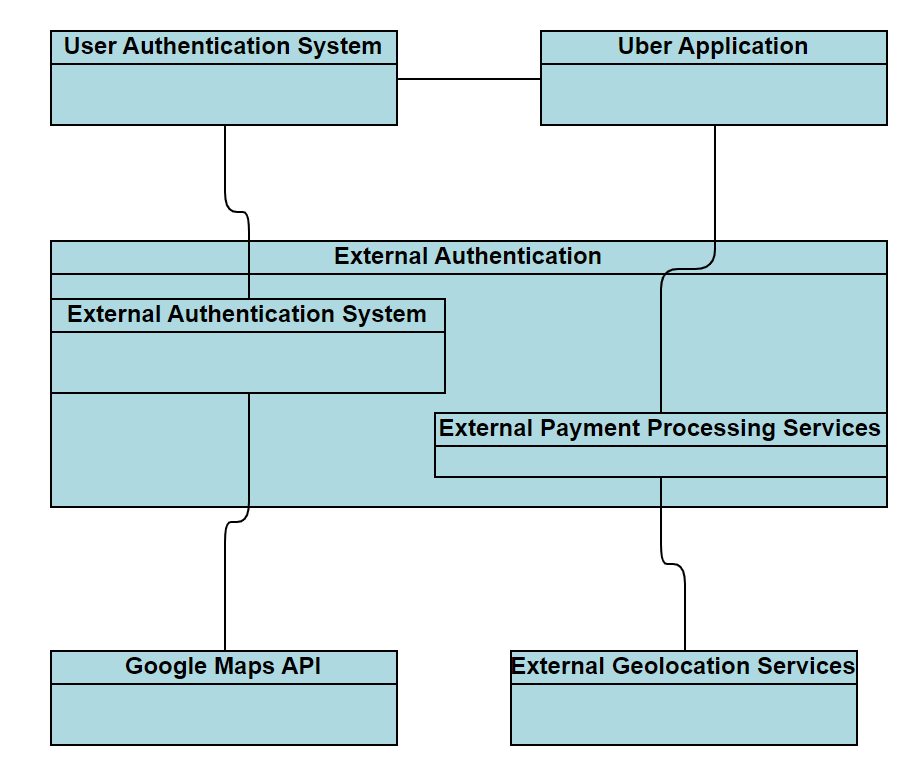 User Authentication System
Uber Application
External Authentication
External Authentication System
External Payment Processing Services
Google Maps API
External Geolocation Services